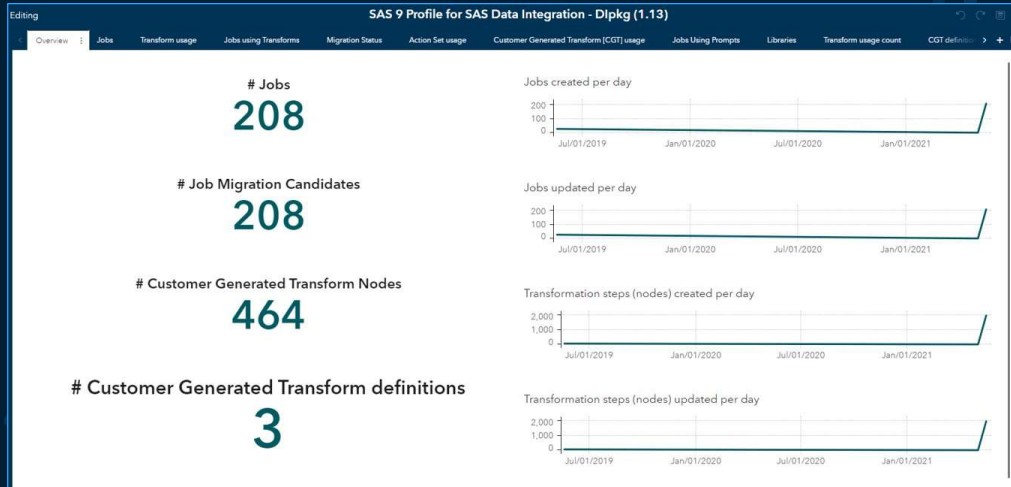 Editing
SAS 9 Profile for SAS Data Integration - DIpkg (1.13)
Overview
Jobs
Transform usage
Jobs using Transforms
Migration Status
Action Set usage
Customer Generated Transform [CGT] usage
Jobs Using Prompts
Libraries
Transform usage count
CGT definition
# Jobs
208
# Job Migration Candidates
208
# Customer Generated Transform Nodes
464
# Customer Generated Transform definitions
3
Jobs created per day
200
100
0
Jul/01/2019 Jan/01/2020 Jul/01/2020 Jan/01/2021
Jobs updated per day
200
100
0
Jul/01/2019 Jan/01/2020 Jul/01/2020 Jan/01/2021
Transformation steps (nodes) created per day
2,000
1,000
0
Jul/01/2019 Jan/01/2020 Jul/01/2020 Jan/01/2021
Transformation steps (nodes) updated per day
2,000
1,000
0
Jul/01/2019 Jan/01/2020 Jul/01/2020 Jan/01/2021